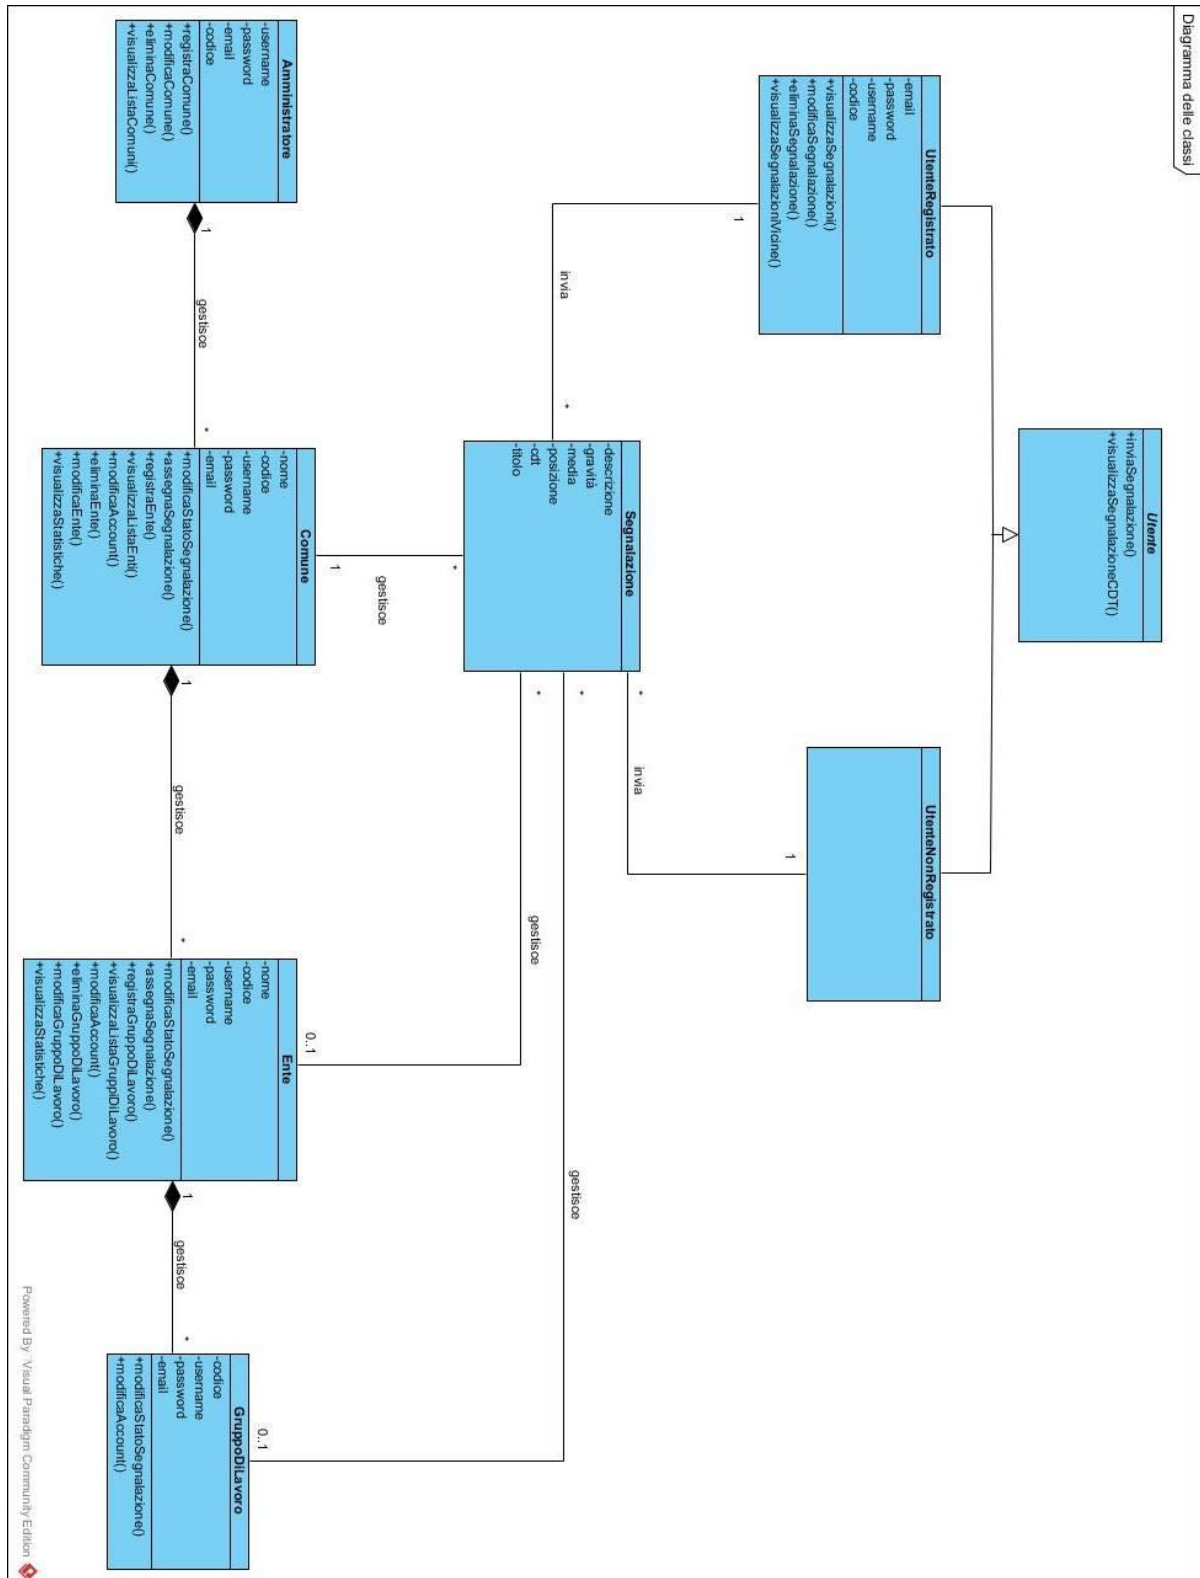 Diagramma delle classi
Utente
+inviaSegnalazione()
+visualizzaSegnalazioneCDT()
UtenteRegistrato
-email
-password
-username
-codice
+visualizzaSegnalazioni()
+modificaSegnalazione()
+eliminaSegnalazione()
+visualizzaSegnalazioniVicine()
UtenteNonRegistrato
1
invia
*
1
invia
*
Segnalazione
-descrizione
-gravità
-media
-posizione
-cdt
-titolo
*
gestisce
1
*
gestisce
0..1
*
gestisce
0..1
Amministratore
-username
-password
-email
-codice
+registraComune()
+modificaComune()
+eliminaComune()
+visualizzaListaComuni()
1
gestisce
*
Comune
-nome
-codice
-username
-password
-email
+modificaStatoSegnalazione()
+assegnaSegnalazione()
+registraEnte()
+visualizzaListaEnti()
+modificaAccount()
+eliminaEnte()
+modificaEnte()
+visualizzaStatistiche()
1
gestisce
*
Ente
-nome
-codice
-username
-password
-email
+modificaStatoSegnalazione()
+assegnaSegnalazione()
+registraGruppoDiLavoro()
+visualizzaListaGruppiDiLavoro()
+modificaAccount()
+eliminaGruppoDiLavoro()
+modificaGruppoDiLavoro()
+visualizzaStatistiche()
1
gestisce
*
GruppoDiLavoro
-codice
-username
-password
-email
+modificaStatoSegnalazione()
+modificaAccount()
Powered By Visual Paradigm Community Edition